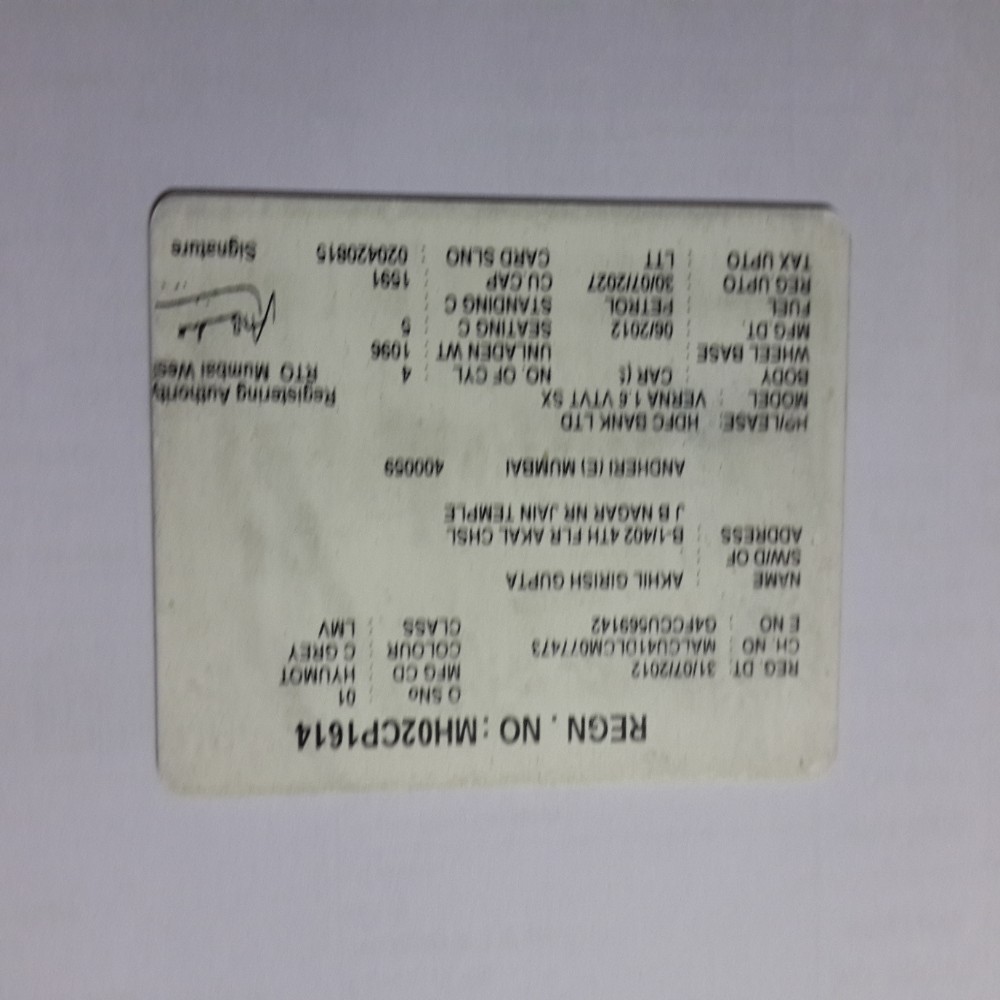 REGN . NO : MH02CP1614
O SNo : 01
REG. DT : 31/07/2012 MFG CD : HYUMOT
CH. NO : MALCU41DLCM077473 COLOUR : C GREY
E NO : G4FCCU569142 CLASS : LMV
NAME : AKHIL GIRISH GUPTA
S/W/D OF :
ADDRESS : B-1/402 4TH FLR AKAL CHSL
J B NAGAR NR JAIN TEMPLE
ANDHERI (E) MUMBAI 400059
HP/LEASE : HDFC BANK LTD
MODEL : VERNA 1.6 VTVT SX Registering Authority
BODY : CAR (S NO. OF CYL : 4 RTO Mumbai West
WHEEL BASE : UNLADEN WT : 1096
MFG.DT. : 06/2012 SEATING C : 5
FUEL : PETROL STANDING C :
REG.UPTO : 30/07/2027 CU.CAP : 1591
TAX UPTO : LTT CARD SLNO : 020420815 Signature